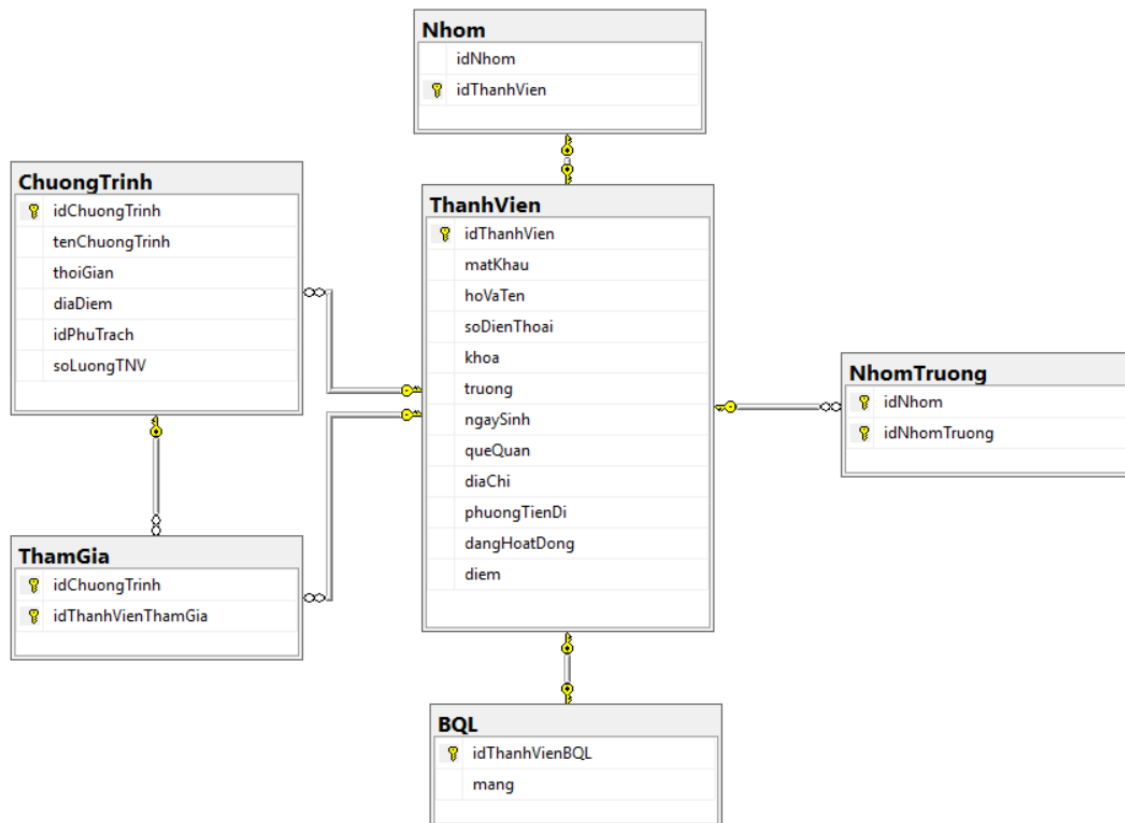 Nhom
idNhom
idThanhVien
ChuongTrinh
idChuongTrinh
tenChuongTrinh
thoiGian
diaDiem
idPhuTrach
soLuongTNV
ThanhVien
idThanhVien
matKhau
hoVaTen
soDienThoai
khoa
truong
ngaySinh
queQuan
diaChi
phuongTienDi
dangHoatDong
diem
NhomTruong
idNhom
idNhomTruong
ThamGia
idChuongTrinh
idThanhVienThamGia
BQL
idThanhVienBQL
mang